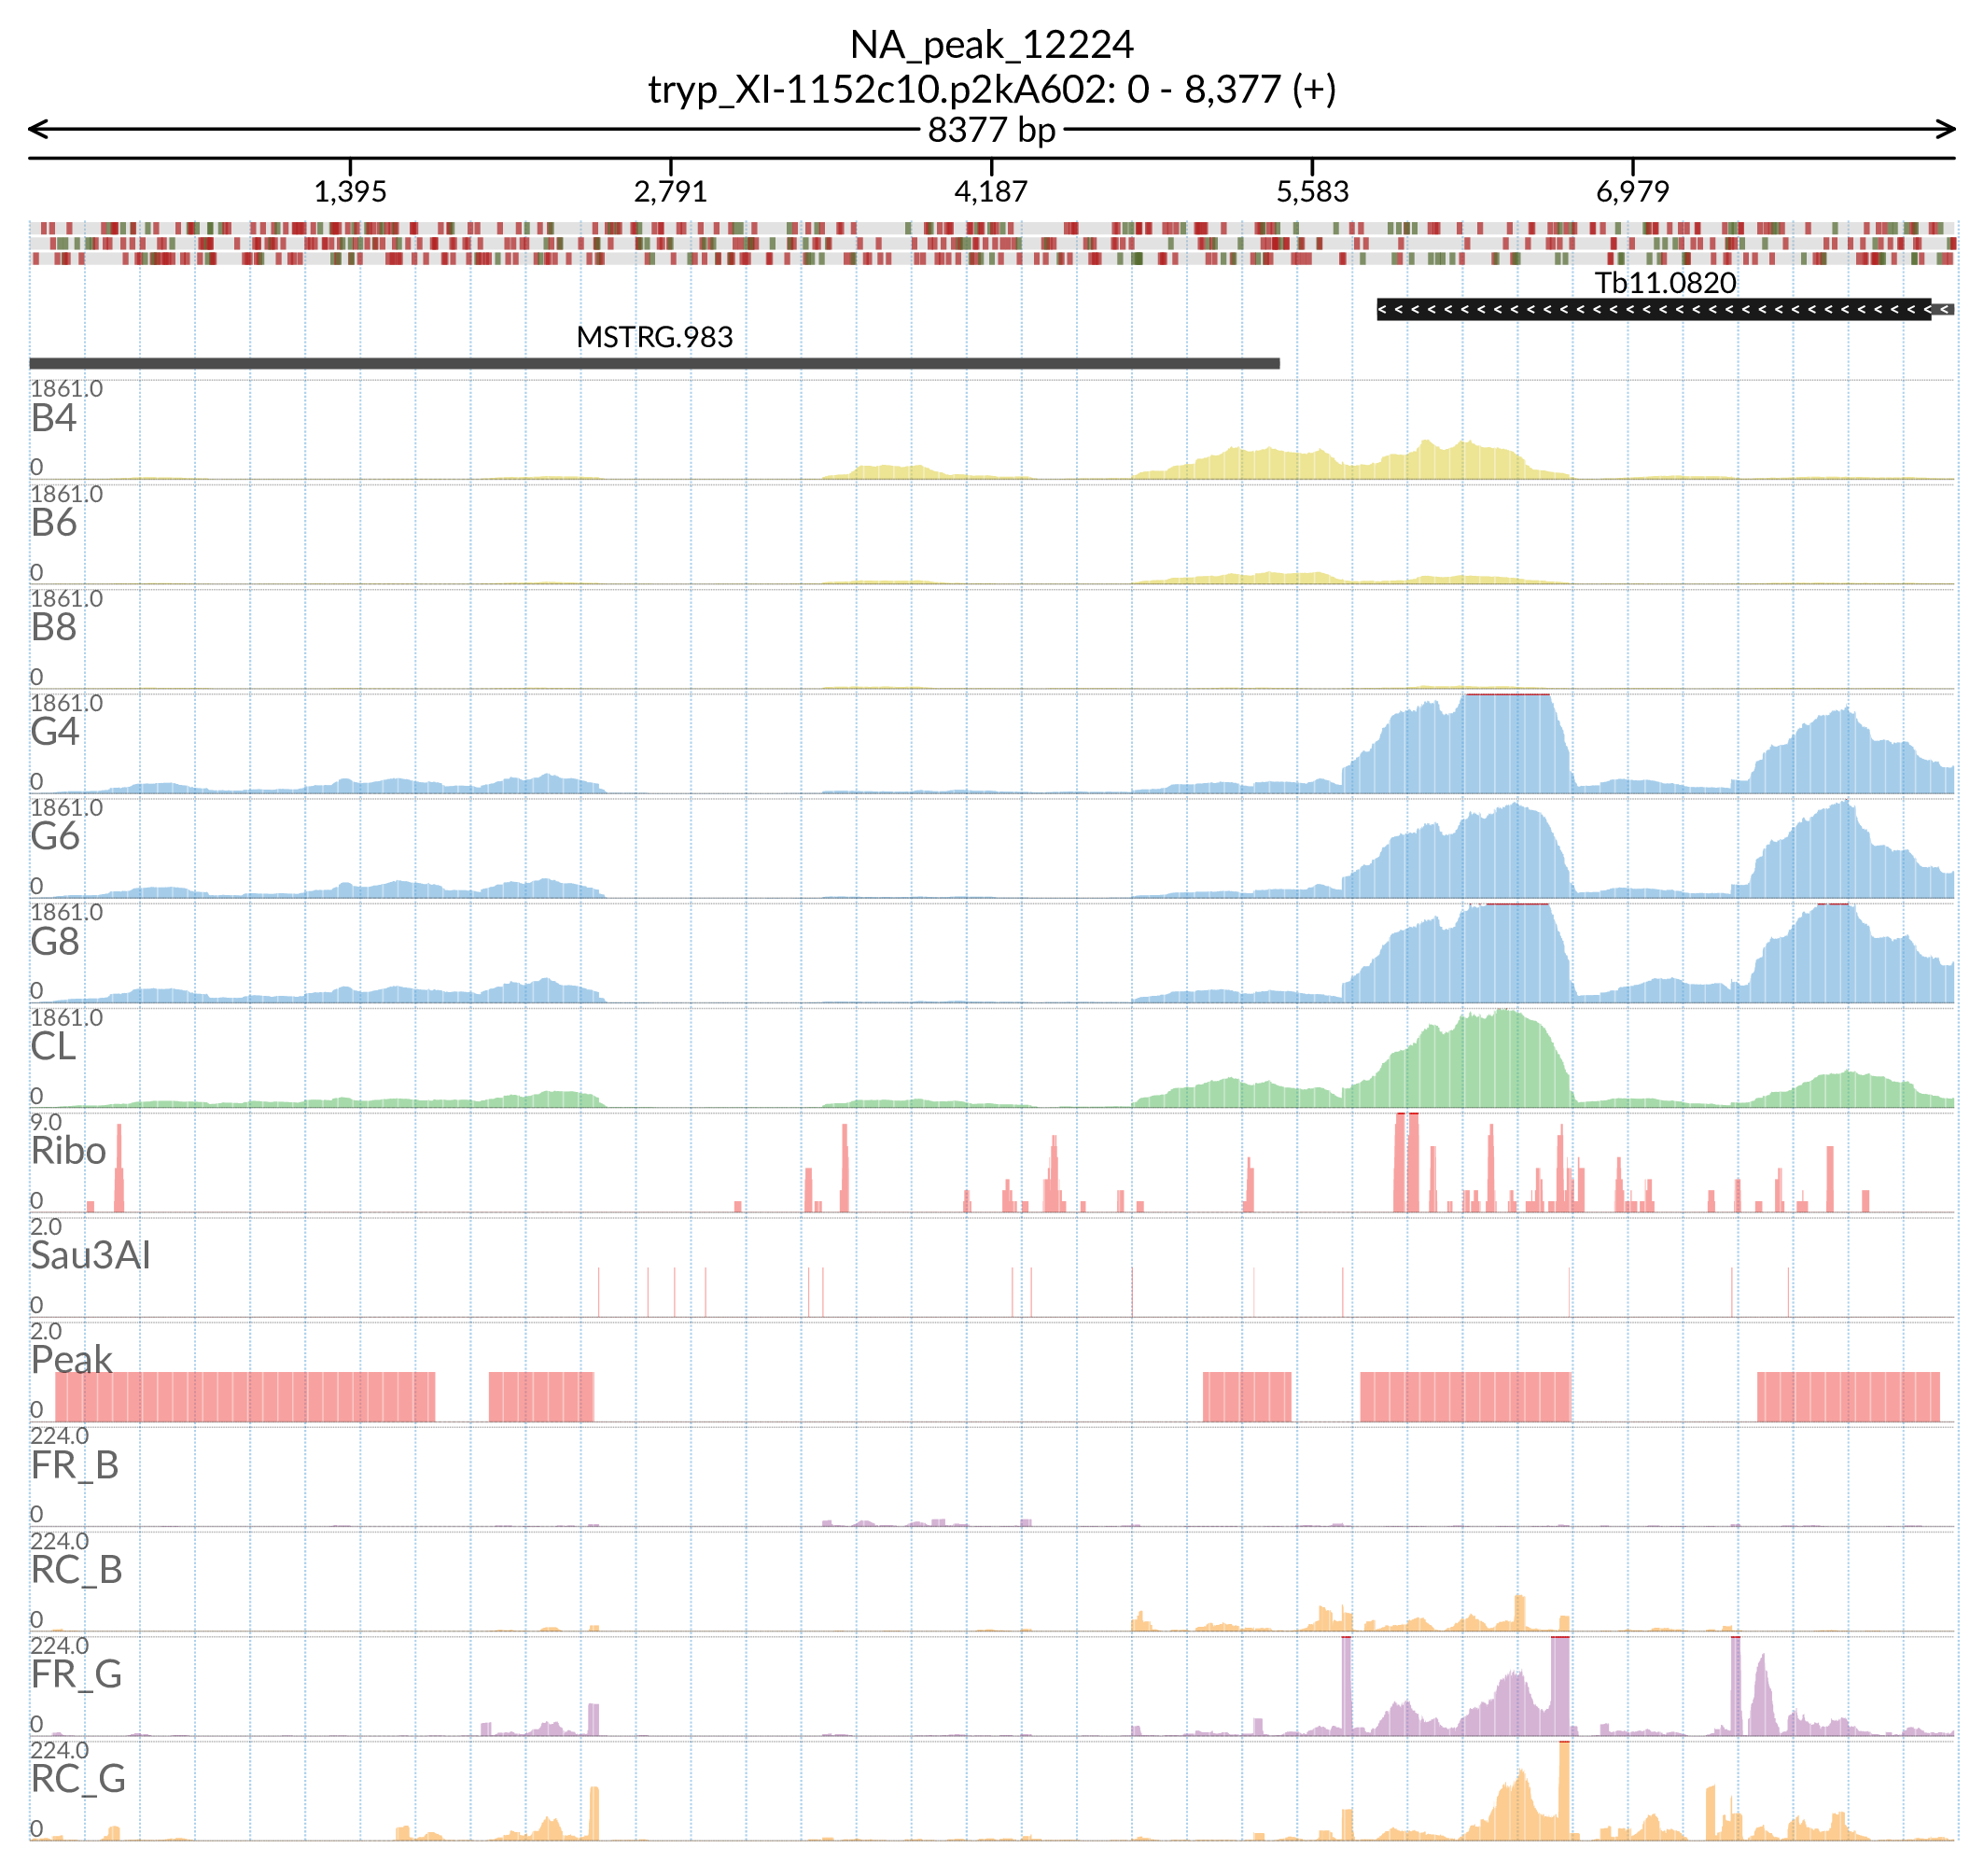 NA_peak_12224
tryp_XI-1152c10.p2kA602: 0 - 8,377 (+)
8377 bp
1,395 2,791 4,187 5,583 6,979
Tb11.0820
MSTRG.983
1861.0
B4
0
1861.0
B6
0
1861.0
B8
0
1861.0
G4
0
1861.0
G6
0
1861.0
G8
0
1861.0
CL
0
9.0
Ribo
0
2.0
Sau3AI
0
2.0
Peak
0
224.0
FR_B
0
224.0
RC_B
0
224.0
FR_G
0
224.0
RC_G
0